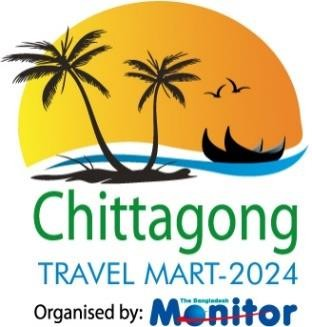 Chittagong
TRAVEL MART-2024
The Bangladesh
Organised by: Monitor